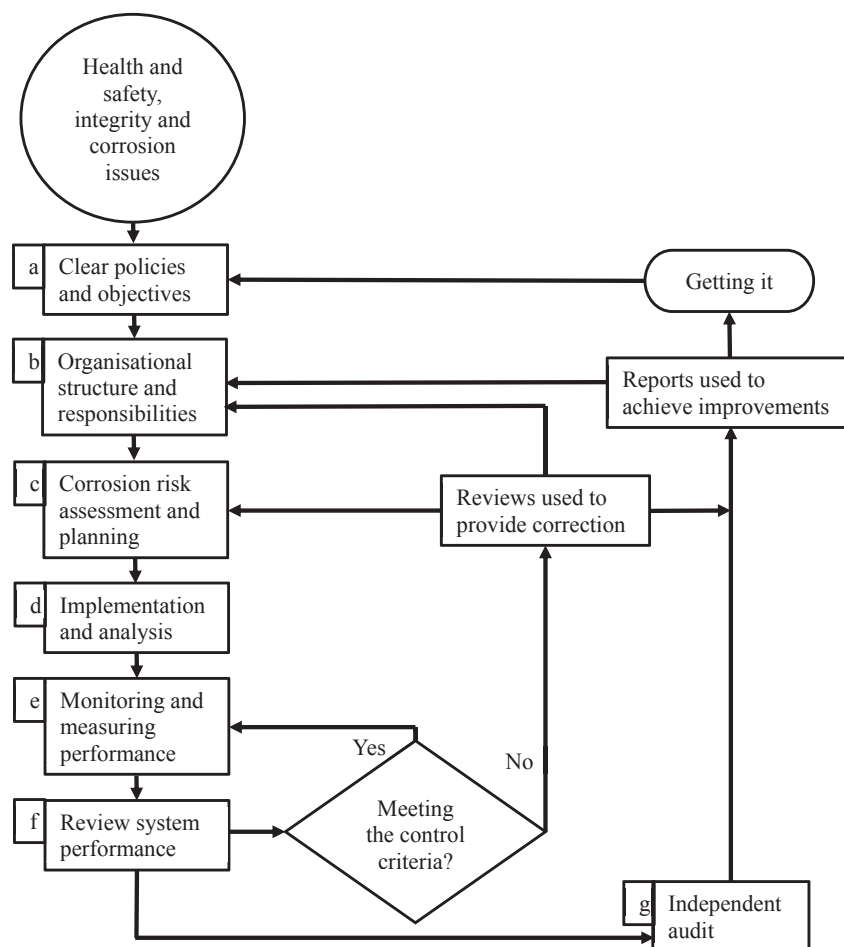 Health and
safety,
integrity and
corrosion
issues
a
Clear policies
and objectives
Getting it
b
Organisational
structure and
responsibilities
Reports used to
achieve improvements
c
Corrosion risk
assessment and
planning
Reviews used to
provide correction
d
Implementation
and analysis
e
Monitoring and
measuring
performance
Yes
No
f
Review system
performance
Meeting
the control
criteria?
g
Independent
audit